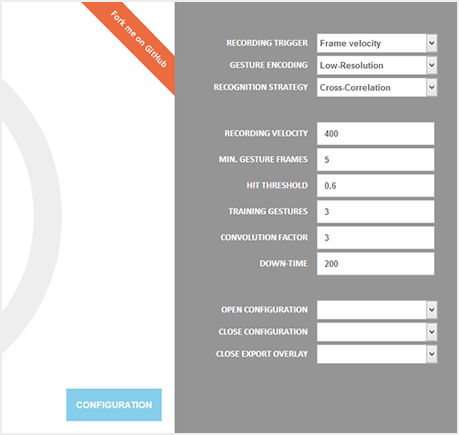 Fork me on GitHub
RECORDING TRIGGER Frame velocity
GESTURE ENCODING Low-Resolution
RECOGNITION STRATEGY Cross-Correlation
RECORDING VELOCITY 400
MIN. GESTURE FRAMES 5
HIT THRESHOLD 0.6
TRAINING GESTURES 3
CONVOLUTION FACTOR 3
DOWN-TIME 200
OPEN CONFIGURATION
CLOSE CONFIGURATION
CLOSE EXPORT OVERLAY
CONFIGURATION